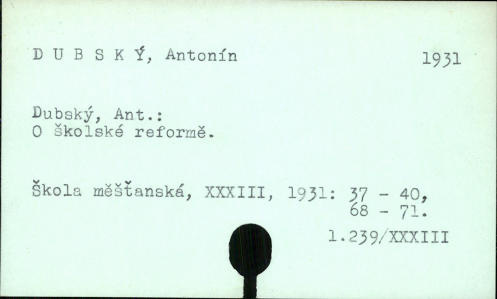 D U B S K Ý, Antonín 1931
Dubský, Ant.:
O školské reformě.
Škola měšťanská, XXXIII, 1931: 37 - 40,
68 - 71.
1.239/XXXIII